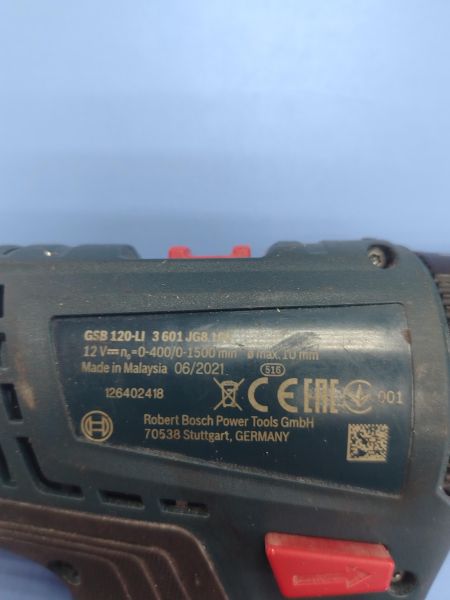 GSB 120-LI 3 601 JG8
12 V⎓ n₀=0-400/0-1500 min ø max.10 mm
Made in Malaysia 06/2021 516
126402418 CE EAC 001
Robert Bosch Power Tools GmbH
70538 Stuttgart, GERMANY